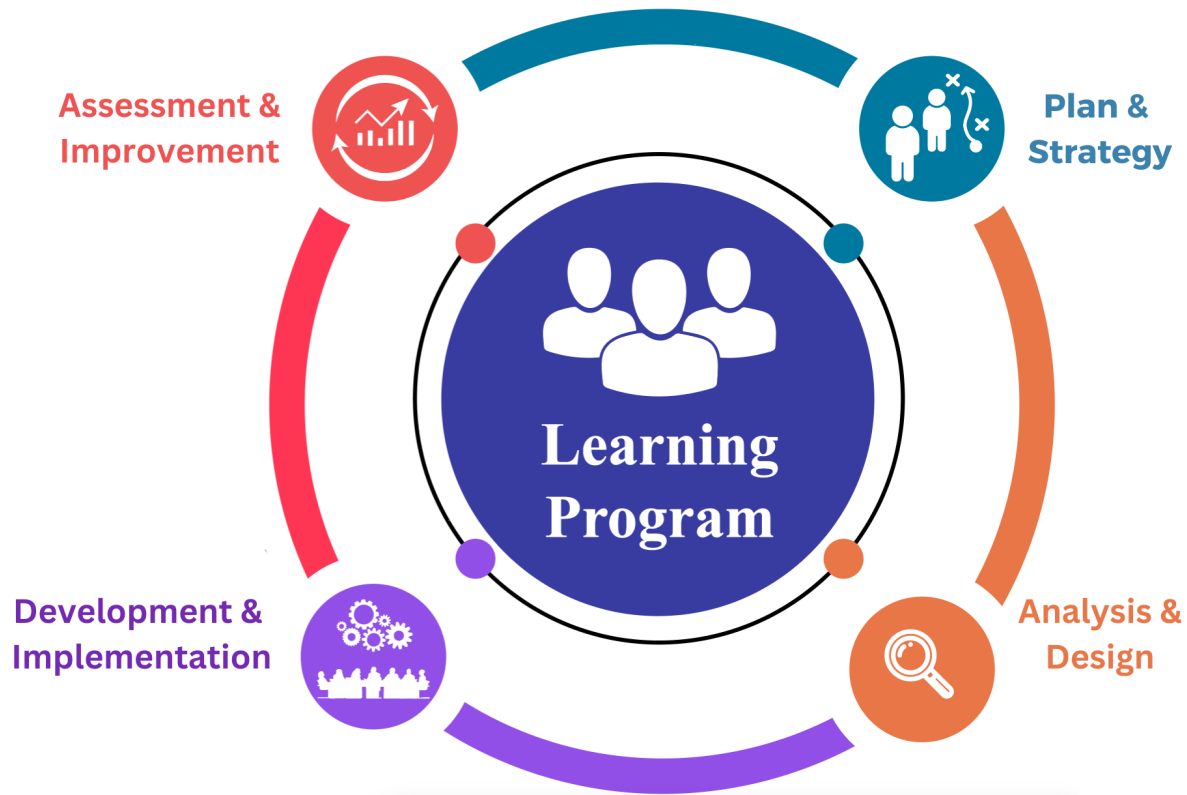 Assessment &
Improvement
Plan &
Strategy
Learning
Program
Development &
Implementation
Analysis &
Design